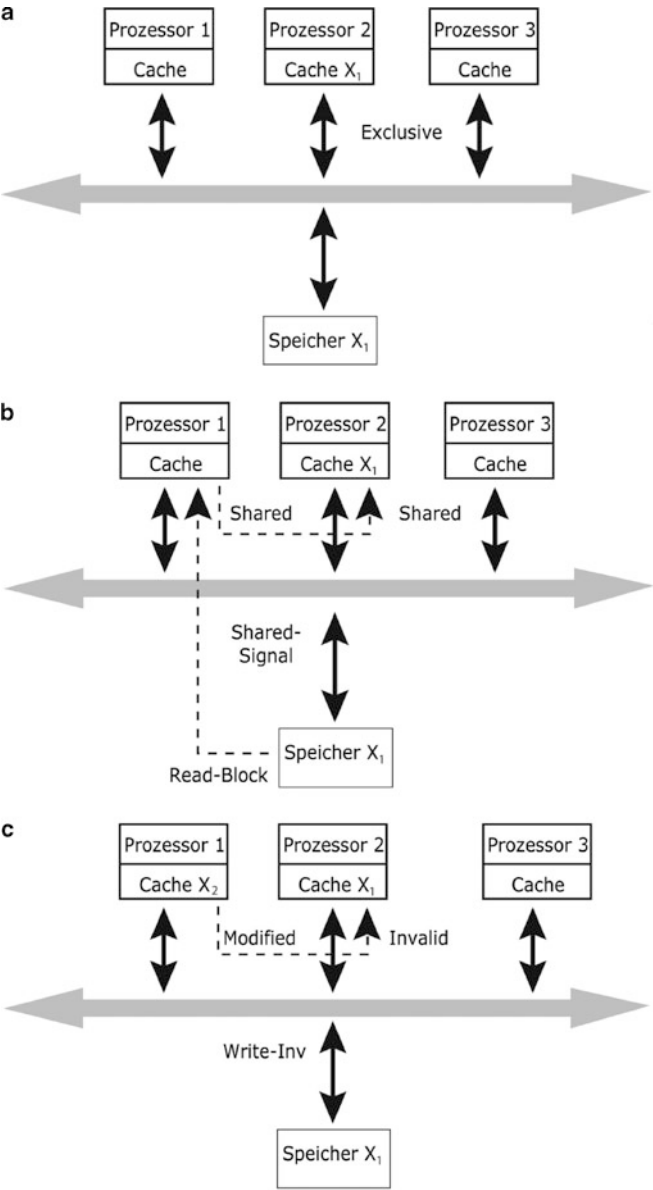 a
Prozessor 1
Cache
Prozessor 2
Cache X₁
Prozessor 3
Cache
Exclusive
Speicher X₁
b
Prozessor 1
Cache
Prozessor 2
Cache X₁
Prozessor 3
Cache
Shared
Shared
Shared-
Signal
Speicher X₁
Read-Block
c
Prozessor 1
Cache X₂
Prozessor 2
Cache X₁
Prozessor 3
Cache
Modified
Invalid
Write-Inv
Speicher X₁